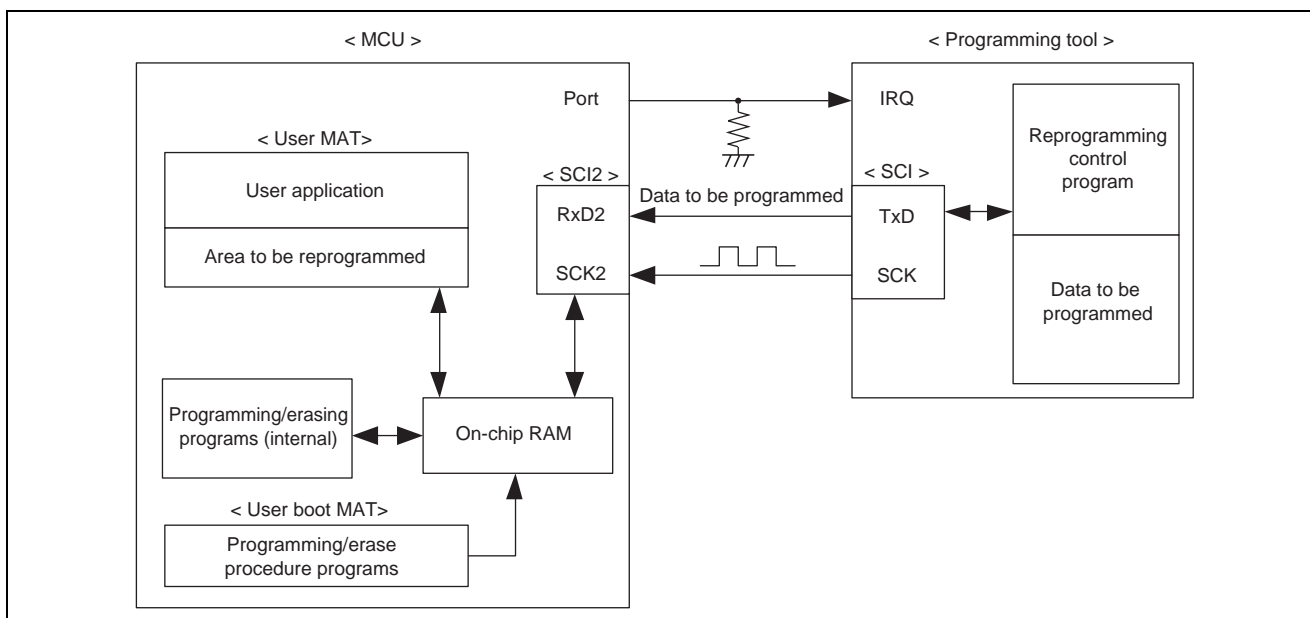 < MCU >
< Programming tool >
Port
IRQ
< User MAT>
User application
Area to be reprogrammed
< SCI2 >
RxD2
SCK2
Data to be programmed
< SCI >
TxD
SCK
Reprogramming
control
program
Data to be
programmed
Programming/erasing
programs (internal)
On-chip RAM
< User boot MAT>
Programming/erase
procedure programs